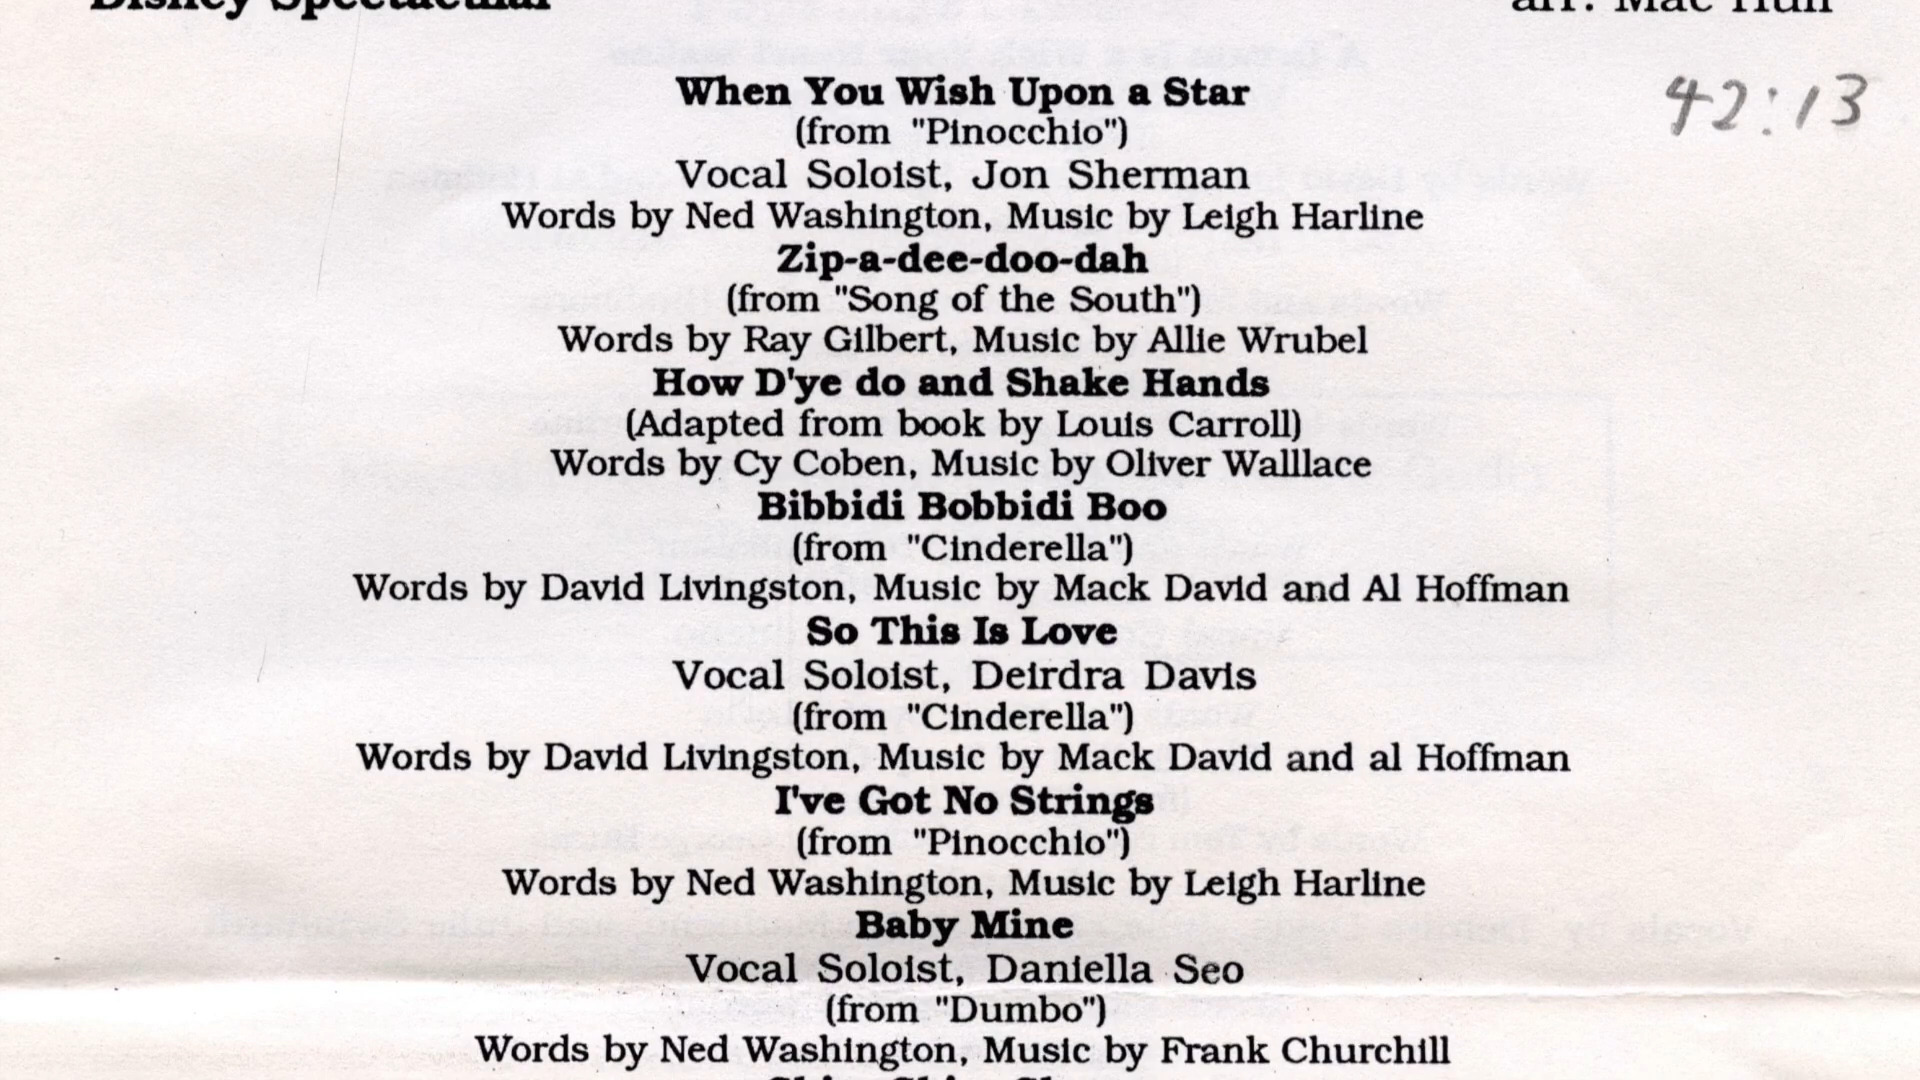 Disney Spectacular arr. Mac Huff
When You Wish Upon a Star
42:13
(from "Pinocchio")
Vocal Soloist, Jon Sherman
Words by Ned Washington, Music by Leigh Harline
Zip-a-dee-doo-dah
(from "Song of the South")
Words by Ray Gilbert, Music by Allie Wrubel
How D'ye do and Shake Hands
(Adapted from book by Louis Carroll)
Words by Cy Coben, Music by Oliver Walllace
Bibbidi Bobbidi Boo
(from "Cinderella")
Words by David Livingston, Music by Mack David and Al Hoffman
So This Is Love
Vocal Soloist, Deirdra Davis
(from "Cinderella")
Words by David Livingston, Music by Mack David and al Hoffman
I've Got No Strings
(from "Pinocchio")
Words by Ned Washington, Music by Leigh Harline
Baby Mine
Vocal Soloist, Daniella Seo
(from "Dumbo")
Words by Ned Washington, Music by Frank Churchill